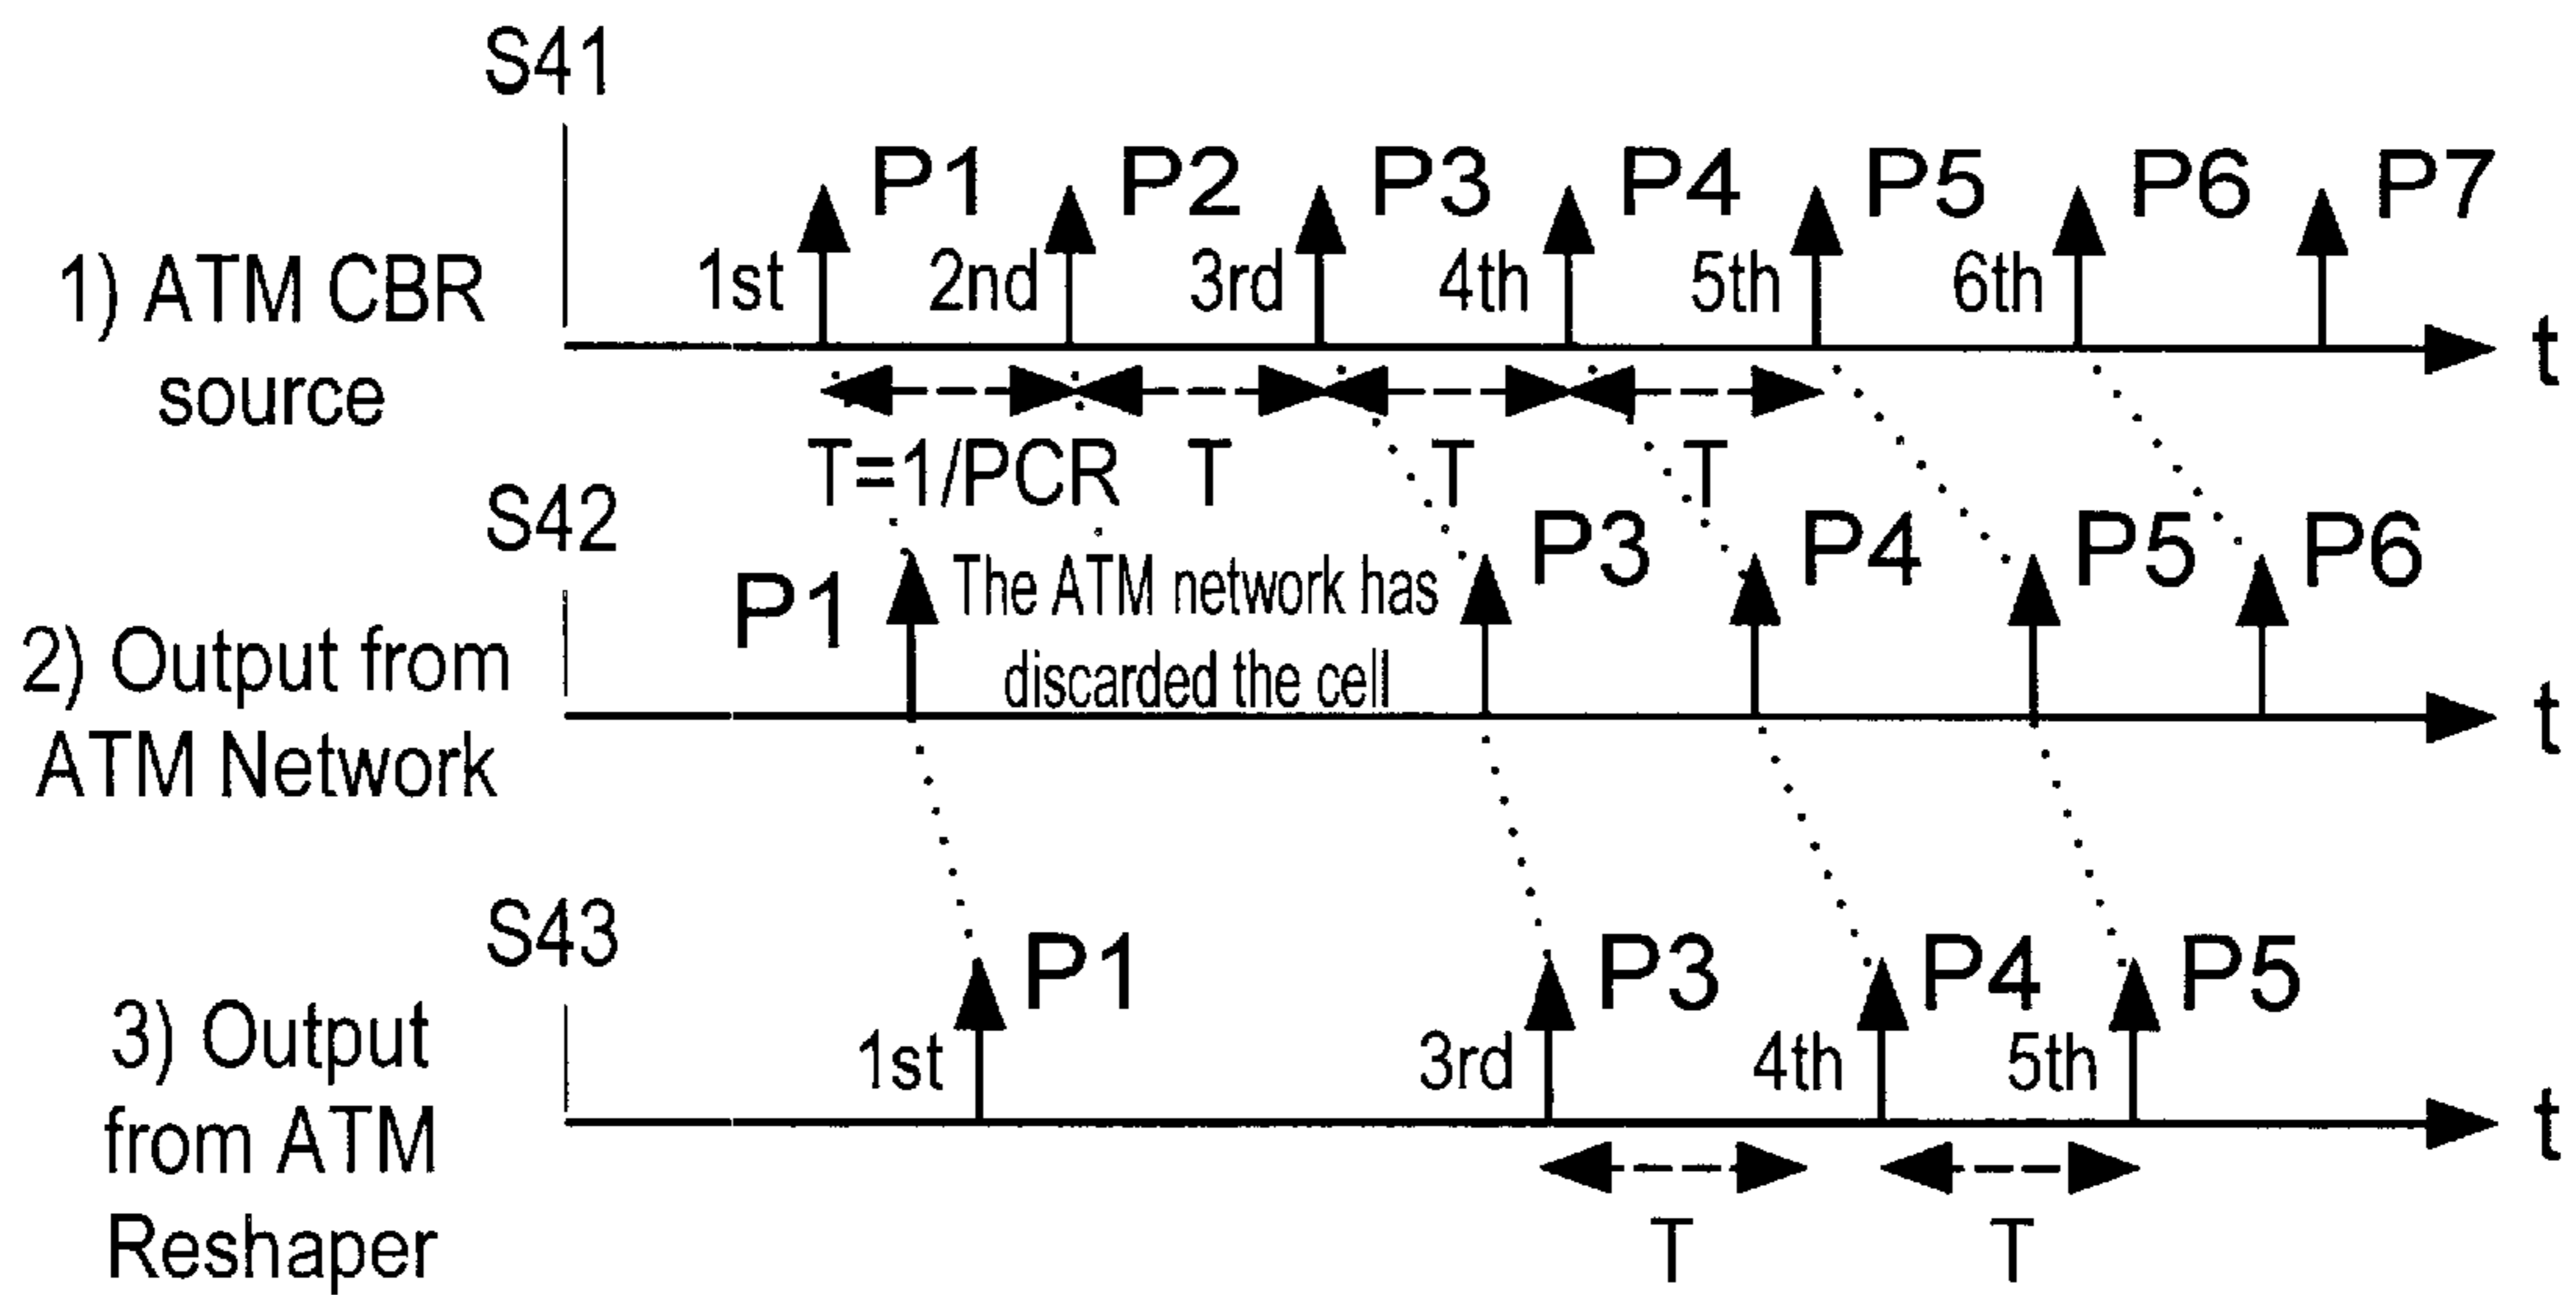 S41
P1 P2 P3 P4 P5 P6 P7
1st 2nd 3rd 4th 5th 6th
1) ATM CBR
source
t
T=1/PCR T T T
S42
P1 P3 P4 P5 P6
The ATM network has
discarded the cell
2) Output from
ATM Network
t
S43
P1 P3 P4 P5
1st 3rd 4th 5th
3) Output
from ATM
Reshaper
t
T T